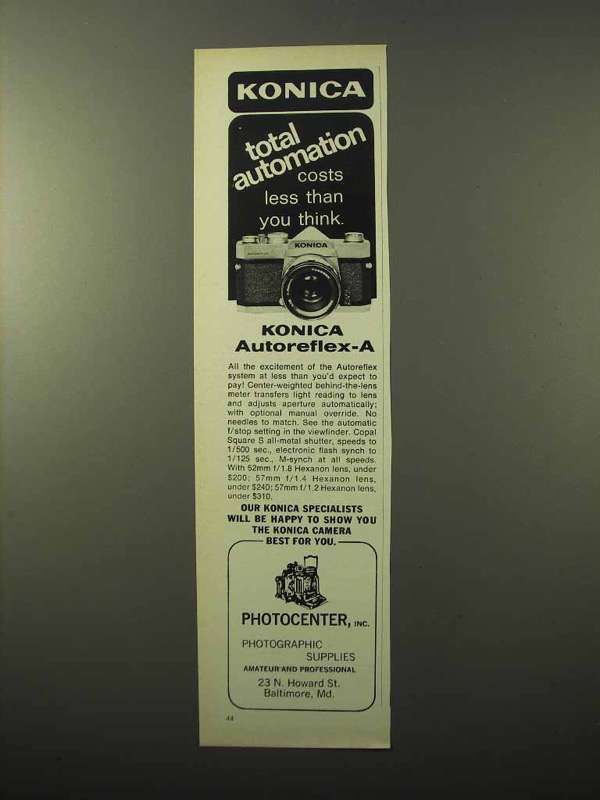 KONICA
total
automation
costs
less than
you think.
KONICA
KONICA
Autoreflex-A
All the excitement of the Autoreflex
system at less than you'd expect to
pay! Center-weighted behind-the-lens
meter transfers light reading to lens
and adjusts aperture automatically;
with optional manual override. No
needles to match. See the automatic
f/stop setting in the viewfinder. Copal
Square S all-metal shutter, speeds to
1/500 sec., electronic flash synch to
1/125 sec., M-synch at all speeds.
With 52mm f/1.8 Hexanon lens, under
$200; 57mm f/1.4 Hexanon lens,
under $240; 57mm f/1.2 Hexanon lens,
under $310.
OUR KONICA SPECIALISTS
WILL BE HAPPY TO SHOW YOU
THE KONICA CAMERA
BEST FOR YOU.
PHOTOCENTER, INC.
PHOTOGRAPHIC
SUPPLIES
AMATEUR AND PROFESSIONAL
23 N. Howard St.
Baltimore, Md.
44